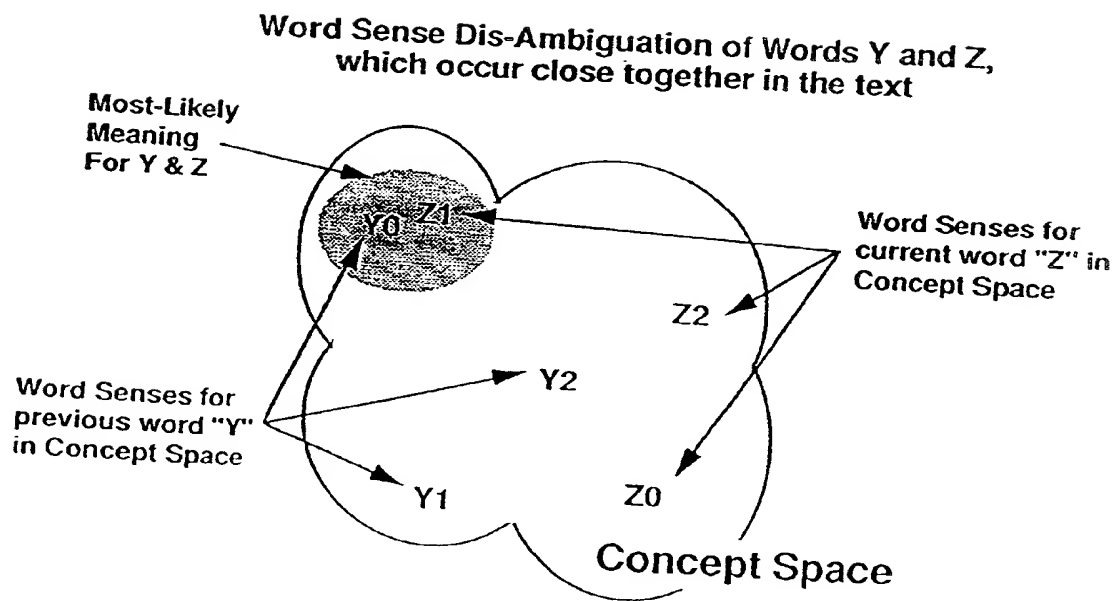 Word Sense Dis-Ambiguation of Words Y and Z,
which occur close together in the text
Most-Likely
Meaning
For Y & Z
Y0
Z1
Word Senses for
current word "Z" in
Concept Space
Z2
Y2
Word Senses for
previous word "Y"
in Concept Space
Y1
Z0
Concept Space